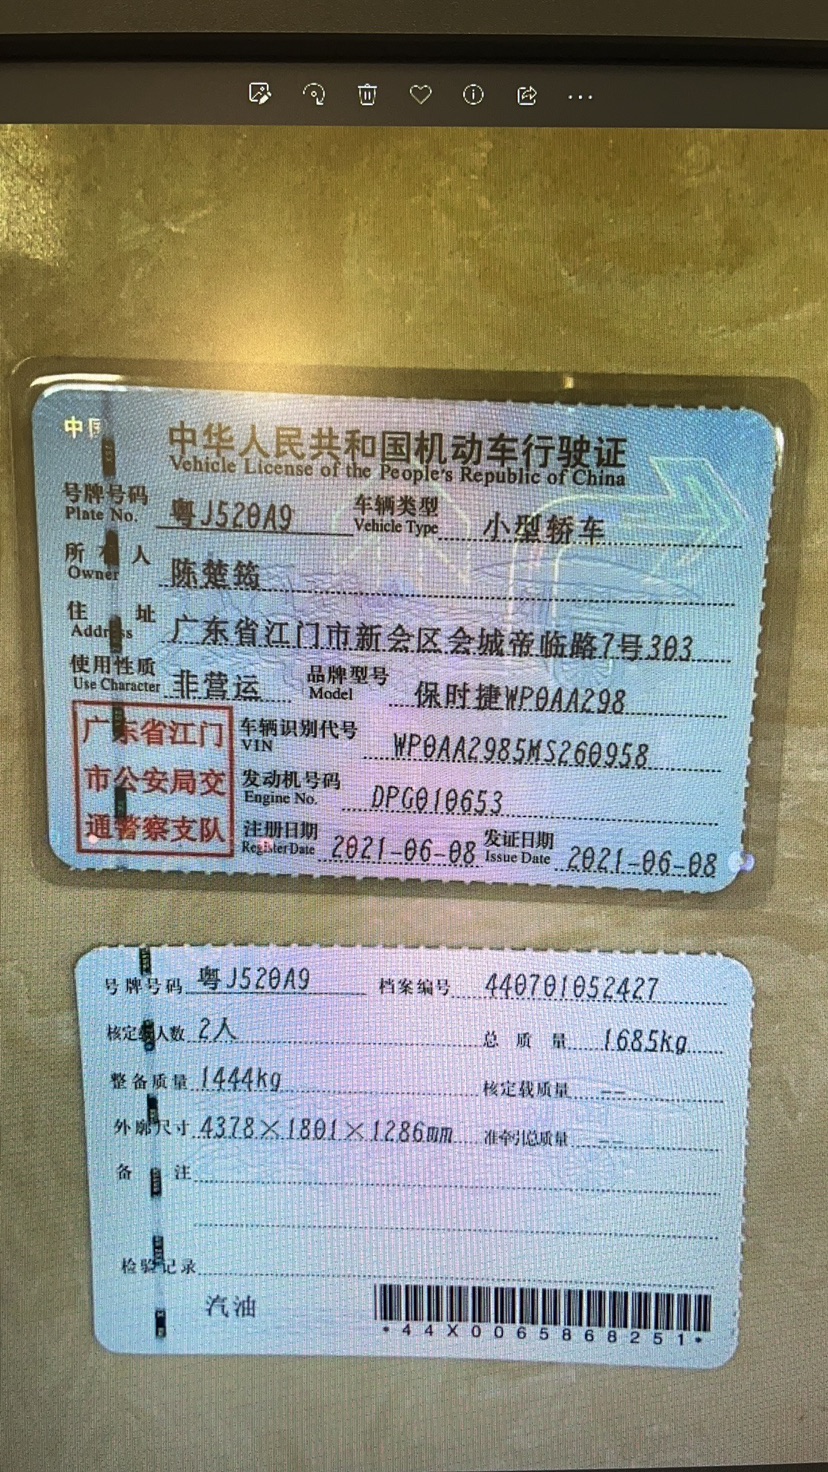 中国
中华人民共和国机动车行驶证
Vehicle License of the People's Republic of China
号牌号码 粤J520A9 车辆类型 小型轿车
Plate No. Vehicle Type
所有人 陈楚筠
Owner
住址 广东省江门市新会区会城帝临路7号303
Address
使用性质 非营运 品牌型号 保时捷WP0AA298
Use Character Model
广东省江门
市公安局交
通警察支队
车辆识别代号 WP0AA2985MS260958
VIN
发动机号码 DPG010653
Engine No.
注册日期 2021-06-08 发证日期 2021-06-08
Register Date Issue Date
号牌号码 粤J520A9 档案编号 440701052427
核定载人数 2人 总质量 1685kg
整备质量 1444kg 核定载质量 --
外廓尺寸 4378×1801×1286mm 准牵引总质量 --
备注
检验记录
汽油
*44X0065868251*